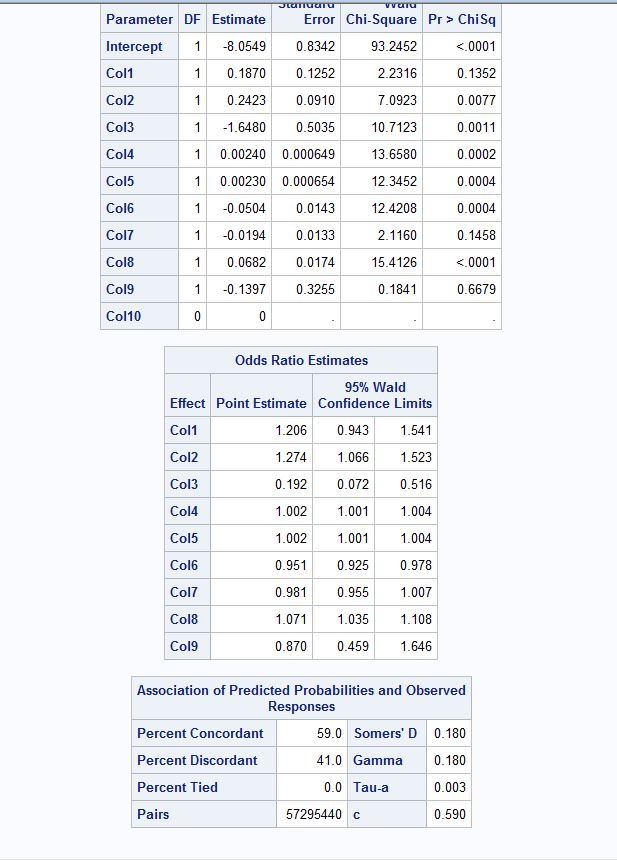 Parameter DF Estimate Error Chi-Square Pr > ChiSq
Intercept 1 -8.0549 0.8342 93.2452 <.0001
Col1 1 0.1870 0.1252 2.2316 0.1352
Col2 1 0.2423 0.0910 7.0923 0.0077
Col3 1 -1.6480 0.5035 10.7123 0.0011
Col4 1 0.00240 0.000649 13.6580 0.0002
Col5 1 0.00230 0.000654 12.3452 0.0004
Col6 1 -0.0504 0.0143 12.4208 0.0004
Col7 1 -0.0194 0.0133 2.1160 0.1458
Col8 1 0.0682 0.0174 15.4126 <.0001
Col9 1 -0.1397 0.3255 0.1841 0.6679
Col10 0 0 . . .
Odds Ratio Estimates
95% Wald
Effect Point Estimate Confidence Limits
Col1 1.206 0.943 1.541
Col2 1.274 1.066 1.523
Col3 0.192 0.072 0.516
Col4 1.002 1.001 1.004
Col5 1.002 1.001 1.004
Col6 0.951 0.925 0.978
Col7 0.981 0.955 1.007
Col8 1.071 1.035 1.108
Col9 0.870 0.459 1.646
Association of Predicted Probabilities and Observed
Responses
Percent Concordant 59.0 Somers' D 0.180
Percent Discordant 41.0 Gamma 0.180
Percent Tied 0.0 Tau-a 0.003
Pairs 57295440 c 0.590